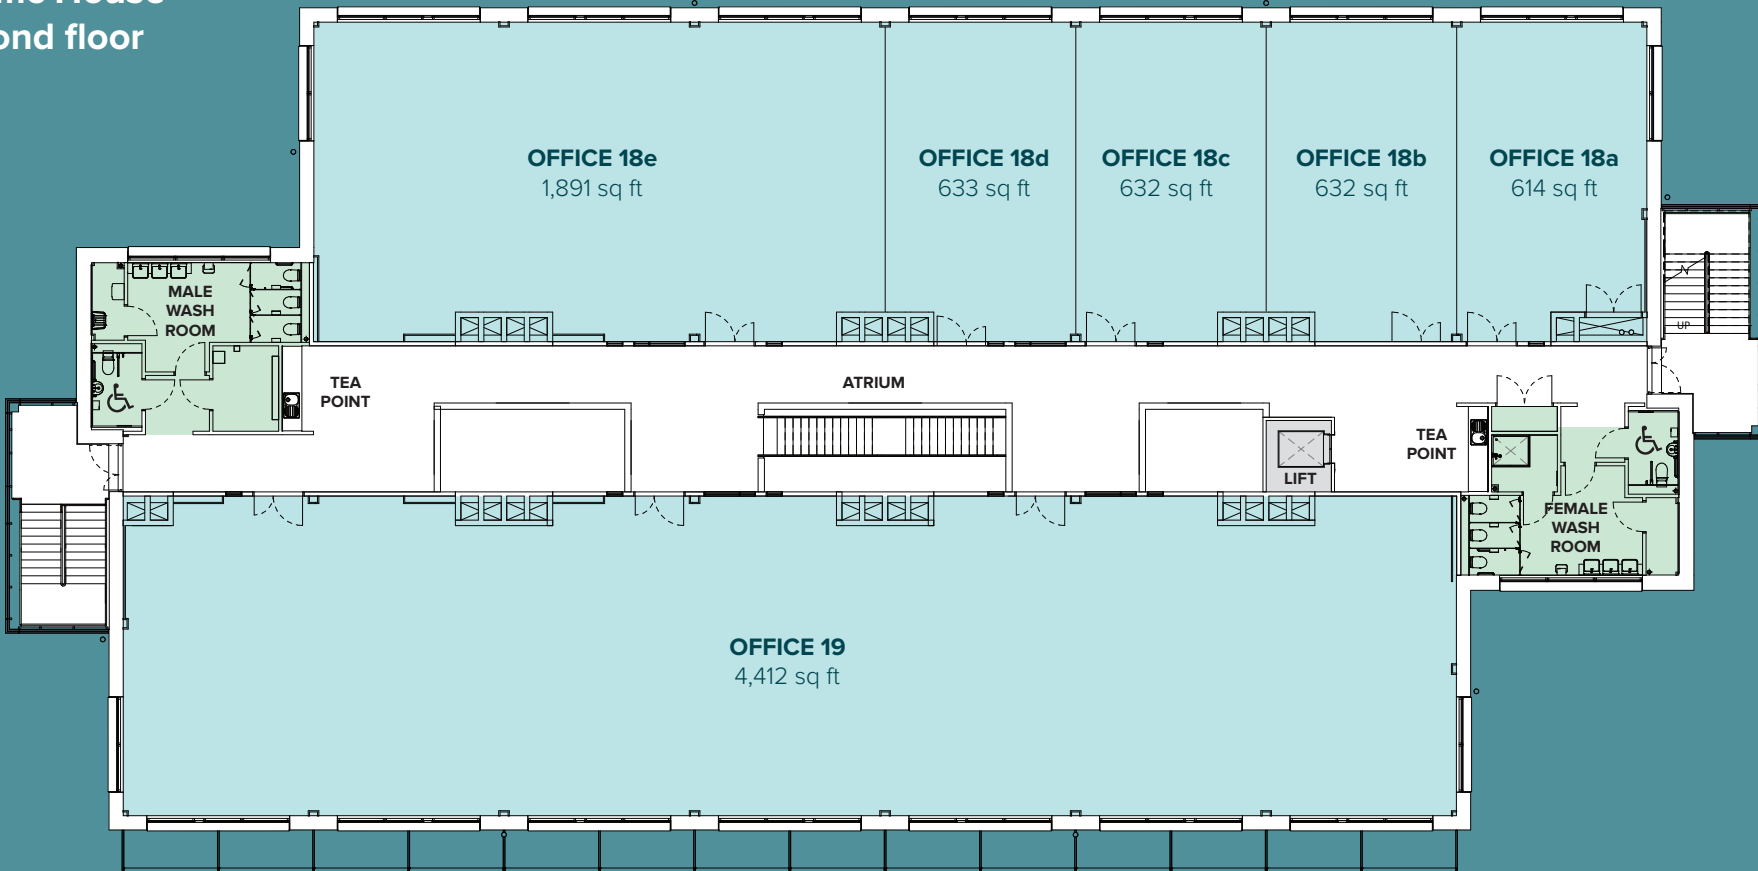 House
floor
OFFICE 18e
1,891 sq ft
OFFICE 18d
633 sq ft
OFFICE 18c
632 sq ft
OFFICE 18b
632 sq ft
OFFICE 18a
614 sq ft
MALE
WASH
ROOM
UP
TEA
POINT
ATRIUM
TEA
POINT
LIFT
FEMALE
WASH
ROOM
OFFICE 19
4,412 sq ft